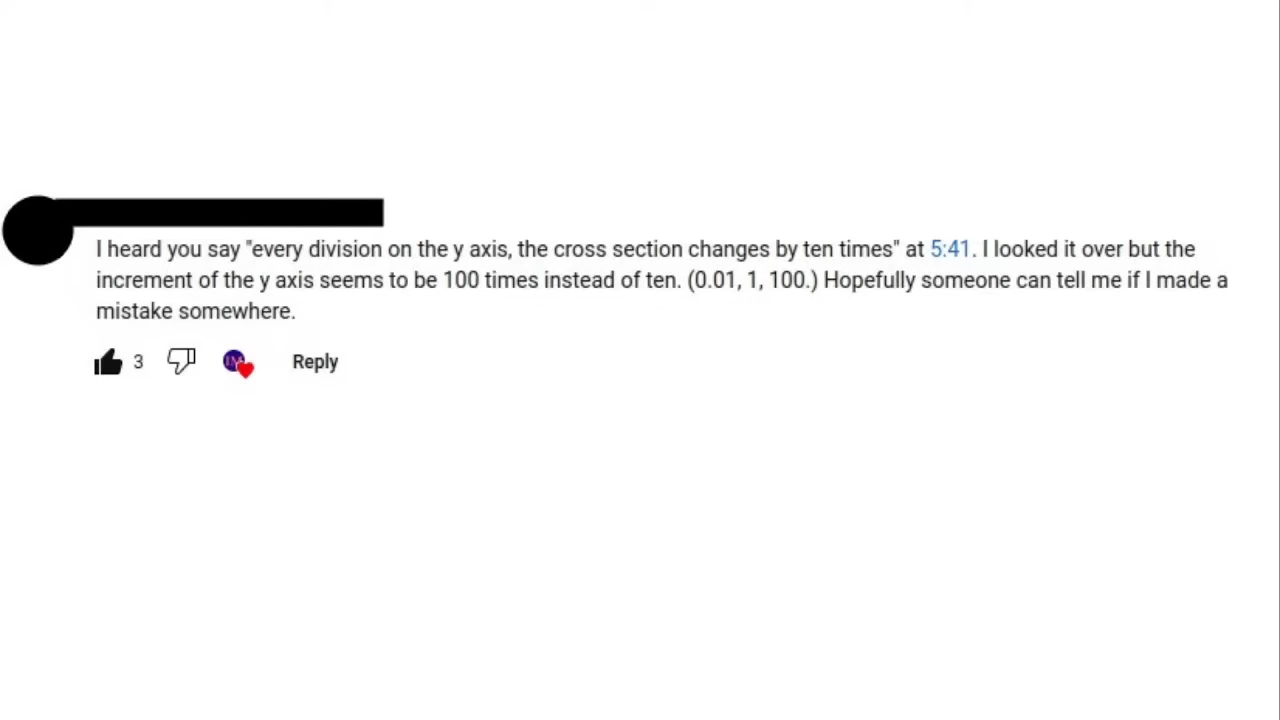 I heard you say "every division on the y axis, the cross section changes by ten times" at 5:41. I looked it over but the
increment of the y axis seems to be 100 times instead of ten. (0.01, 1, 100.) Hopefully someone can tell me if I made a
mistake somewhere.
3 Reply